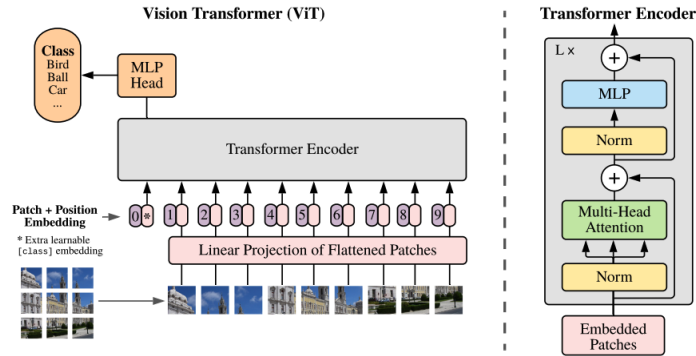 Vision Transformer (ViT)
Class
Bird
Ball
Car
...
MLP
Head
Transformer Encoder
Patch + Position
Embedding
0 * 1 2 3 4 5 6 7 8 9
* Extra learnable
[class] embedding
Linear Projection of Flattened Patches
Transformer Encoder
L x
+
MLP
Norm
+
Multi-Head
Attention
Norm
Embedded
Patches